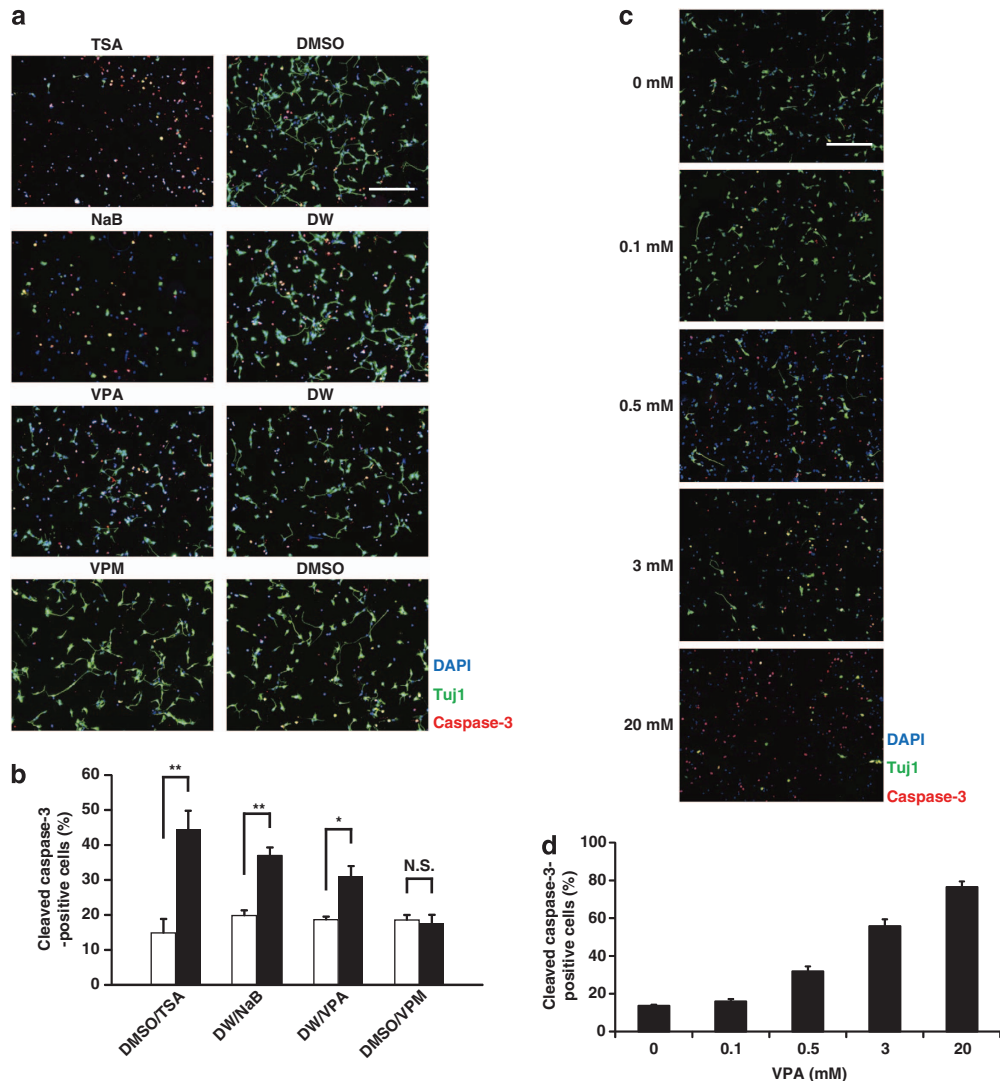 a
TSA
DMSO
NaB
DW
VPA
DW
VPM
DMSO
DAPI
Tuj1
Caspase-3
b
Cleaved caspase-3
-positive cells (%)
60
50
40
30
20
10
0
**
**
*
N.S.
DMSO/TSA
DW/NaB
DW/VPA
DMSO/VPM
c
0 mM
0.1 mM
0.5 mM
3 mM
20 mM
DAPI
Tuj1
Caspase-3
d
Cleaved caspase-3-
positive cells (%)
100
80
60
40
20
0
0
0.1
0.5
3
20
VPA (mM)